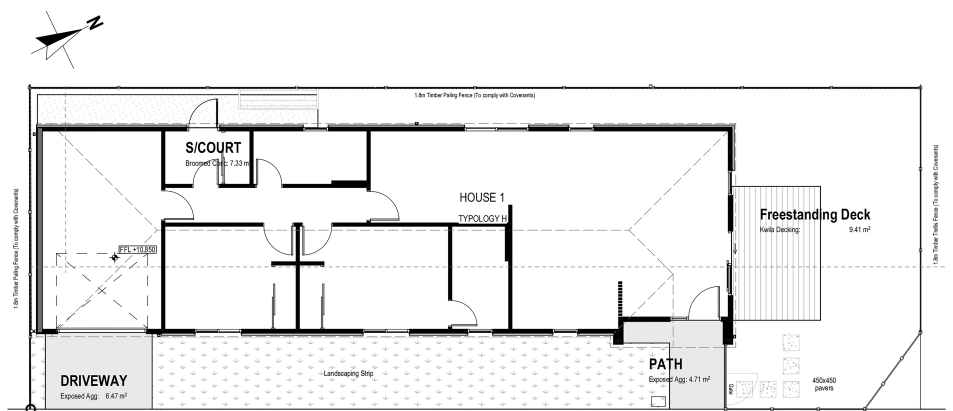 N
1.8m Timber Paling Fence (To comply with Covenants)
S/COURT
Broomed Conc: 7.33 m
HOUSE 1
TYPOLOGY H
Freestanding Deck
Kwila Decking: 9.41 m²
FFL +10.850
1.8m Timber Paling Fence (To comply with Covenants)
1.8m Timber Trellis Fence (To comply with Covenants)
DRIVEWAY
Exposed Agg: 6.47 m²
Landscaping Strip
PATH
Exposed Agg: 4.71 m²
Gate
450x450
pavers